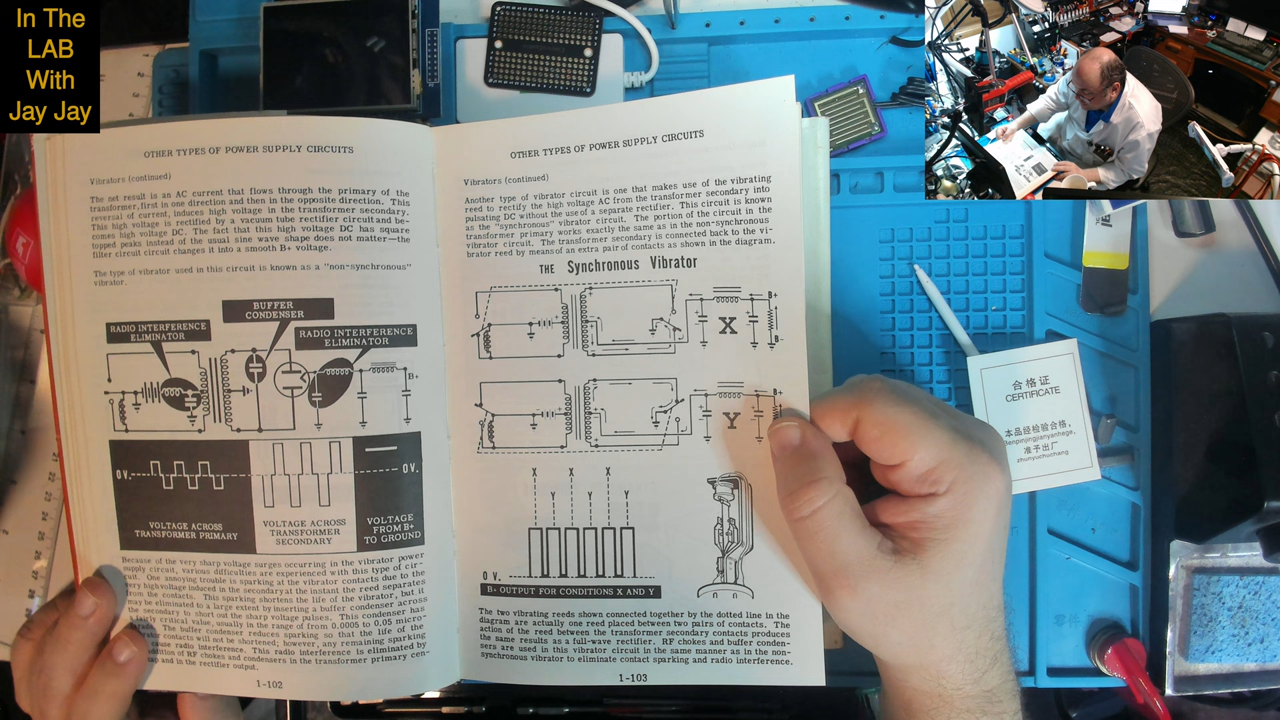 In The
LAB
With
Jay Jay
OTHER TYPES OF POWER SUPPLY CIRCUITS
Vibrators (continued)
The net result is an AC current that flows through the primary of the
transformer, first in one direction and then in the opposite direction. This
reversal of current, induces high voltage in the transformer secondary.
This high voltage is rectified by a vacuum tube rectifier circuit and be-
comes high voltage DC. The fact that this high voltage DC has square
topped peaks instead of the usual sine wave shape does not matter—the
filter circuit circuit changes it into a smooth B+ voltage.
The type of vibrator used in this circuit is known as a "non-synchronous"
vibrator.
BUFFER
CONDENSER
RADIO INTERFERENCE
ELIMINATOR
RADIO INTERFERENCE
ELIMINATOR
B+
0 V.
0 V.
VOLTAGE ACROSS
TRANSFORMER PRIMARY
VOLTAGE ACROSS
TRANSFORMER
SECONDARY
VOLTAGE
FROM B+
TO GROUND
Because of the very sharp voltage surges occurring in the vibrator power
supply circuit, various difficulties are experienced with this type of cir-
cuit. One annoying trouble is sparking at the vibrator contacts due to the
very high voltage induced in the secondary at the instant the reed separates
from the contacts. This sparking shortens the life of the vibrator, but it
may be eliminated to a large extent by inserting a buffer condenser across
the secondary to short out the sharp voltage pulses. This condenser has
a fairly critical value, usually in the range of from 0.0005 to 0.05 micro-
The buffer condenser reduces sparking so that the life of the
contacts will not be shortened; however, any remaining sparking
cause radio interference. This radio interference is eliminated by
of RF chokes and condensers in the transformer primary cen-
and in the rectifier output.
1-102
OTHER TYPES OF POWER SUPPLY CIRCUITS
Vibrators (continued)
Another type of vibrator circuit is one that makes use of the vibrating
reed to rectify the high voltage AC from the transformer secondary into
pulsating DC without the use of a separate rectifier. This circuit is known
as the "synchronous" vibrator circuit. The portion of the circuit in the
transformer primary works exactly the same as in the non-synchronous
vibrator circuit. The transformer secondary is connected back to the vi-
brator reed by means of an extra pair of contacts as shown in the diagram.
THE Synchronous Vibrator
X
B+
B-
Y
B+
X X X
Y Y Y
0 V.
B+ OUTPUT FOR CONDITIONS X AND Y
The two vibrating reeds shown connected together by the dotted line in the
diagram are actually one reed placed between two pairs of contacts. The
action of the reed between the transformer secondary contacts produces
the same results as a full-wave rectifier. RF chokes and buffer conden-
sers are used in this vibrator circuit in the same manner as in the non-
synchronous vibrator to eliminate contact sparking and radio interference.
1-103
合格证
CERTIFICATE
本品经检验合格，
准予出厂
zhunyuchuchang